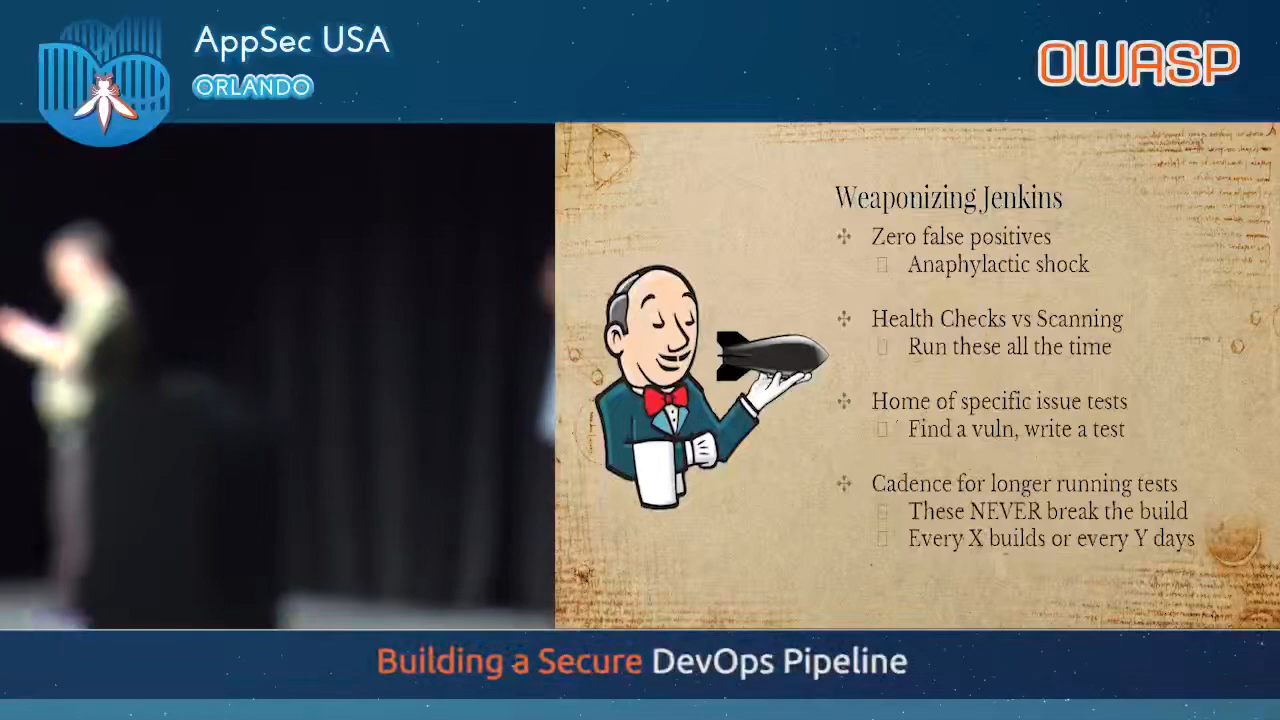 AppSec USA
ORLANDO
OWASP
Weaponizing Jenkins
Zero false positives
Anaphylactic shock
Health Checks vs Scanning
Run these all the time
Home of specific issue tests
Find a vuln, write a test
Cadence for longer running tests
These NEVER break the build
Every X builds or every Y days
Building a Secure DevOps Pipeline